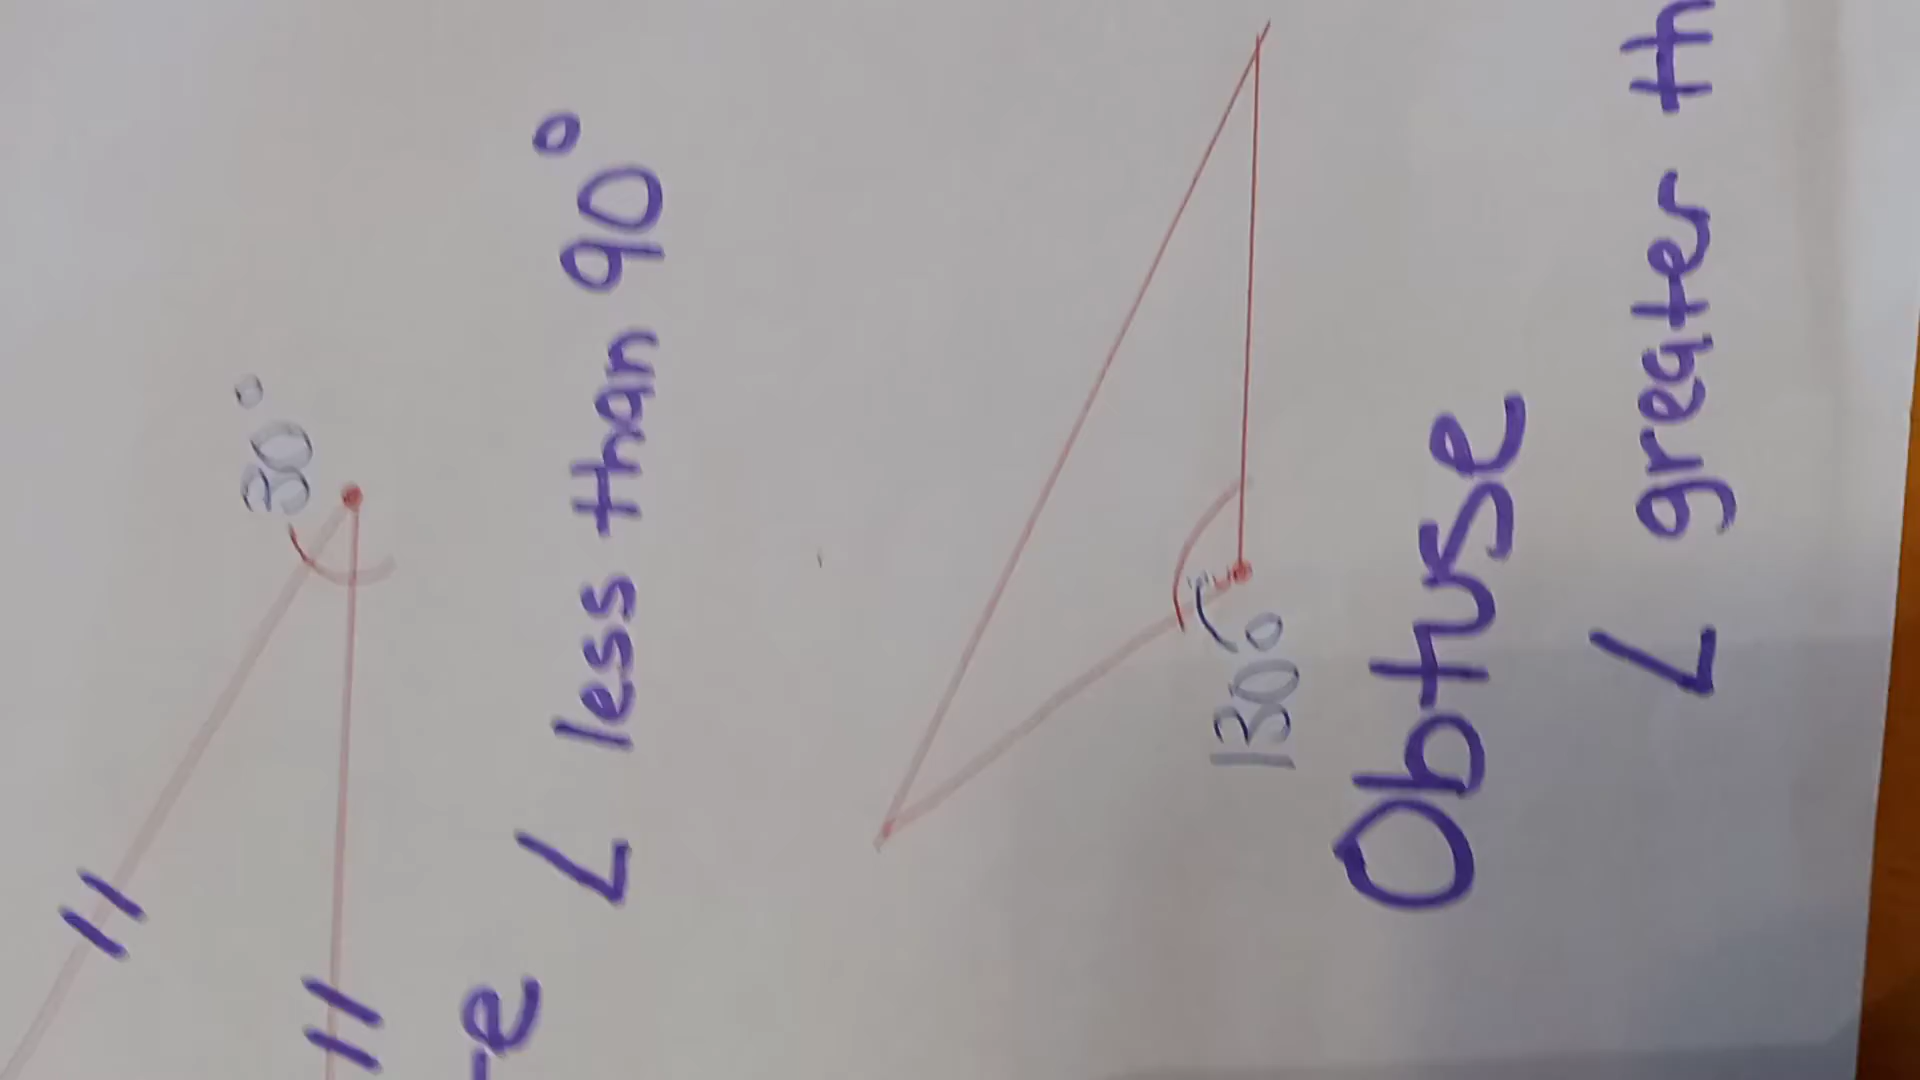 30°
e
∠ less than 90°
130°
Obtuse
∠ greater th